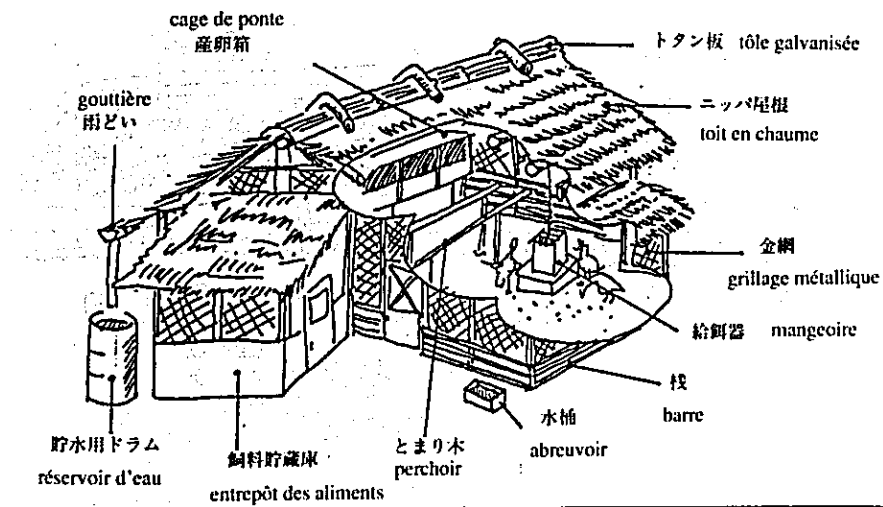 cage de ponte
産卵箱
トタン板 tôle galvanisée
gouttière
雨どい
ニッパ屋根
toit en chaume
金網
grillage métallique
給餌器 mangeoire
桟
barre
水桶
abreuvoir
とまり木
perchoir
貯水用ドラム
réservoir d'eau
飼料貯蔵庫
entrepôt des aliments